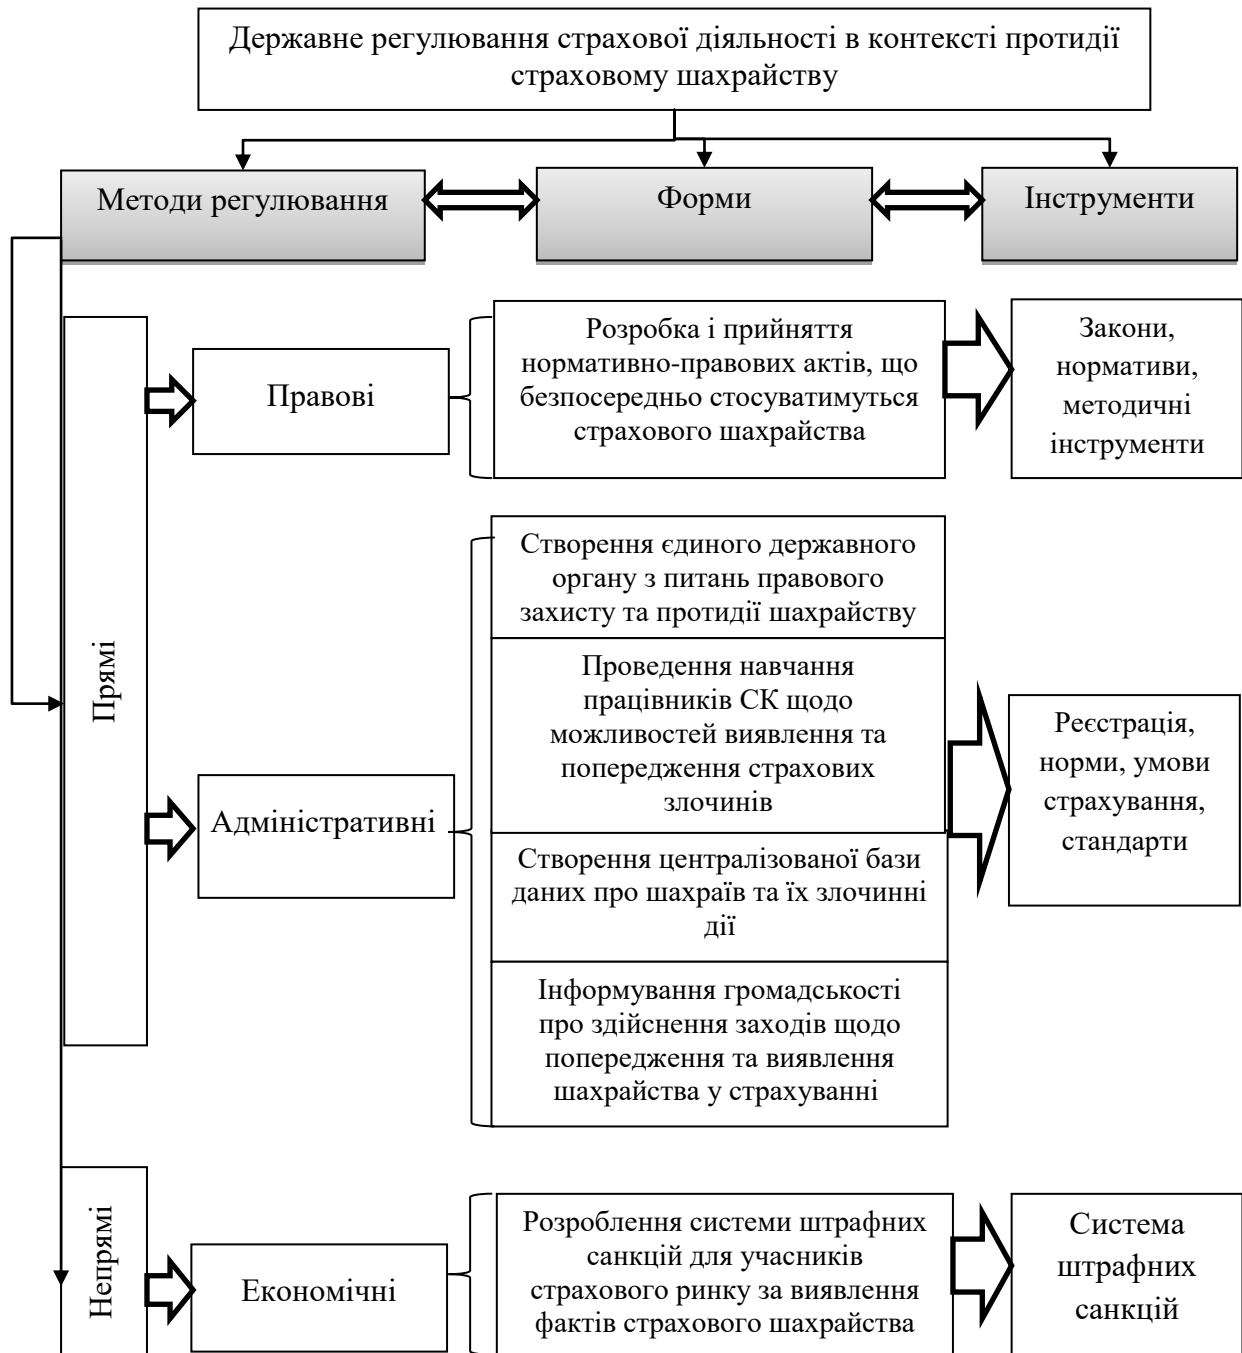 Державне регулювання страхової діяльності в контексті протидії
страховому шахрайству
Методи регулювання
Форми
Інструменти
Прямі
Правові
Розробка і прийняття
нормативно-правових актів, що
безпосередньо стосуватимуться
страхового шахрайства
Закони,
нормативи,
методичні
інструменти
Адміністративні
Створення єдиного державного
органу з питань правового
захисту та протидії шахрайству
Проведення навчання
працівників СК щодо
можливостей виявлення та
попередження страхових
злочинів
Створення централізованої бази
даних про шахраїв та їх злочинні
дії
Інформування громадськості
про здійснення заходів щодо
попередження та виявлення
шахрайства у страхуванні
Реєстрація,
норми, умови
страхування,
стандарти
Непрямі
Економічні
Розроблення системи штрафних
санкцій для учасників
страхового ринку за виявлення
фактів страхового шахрайства
Система
штрафних
санкцій